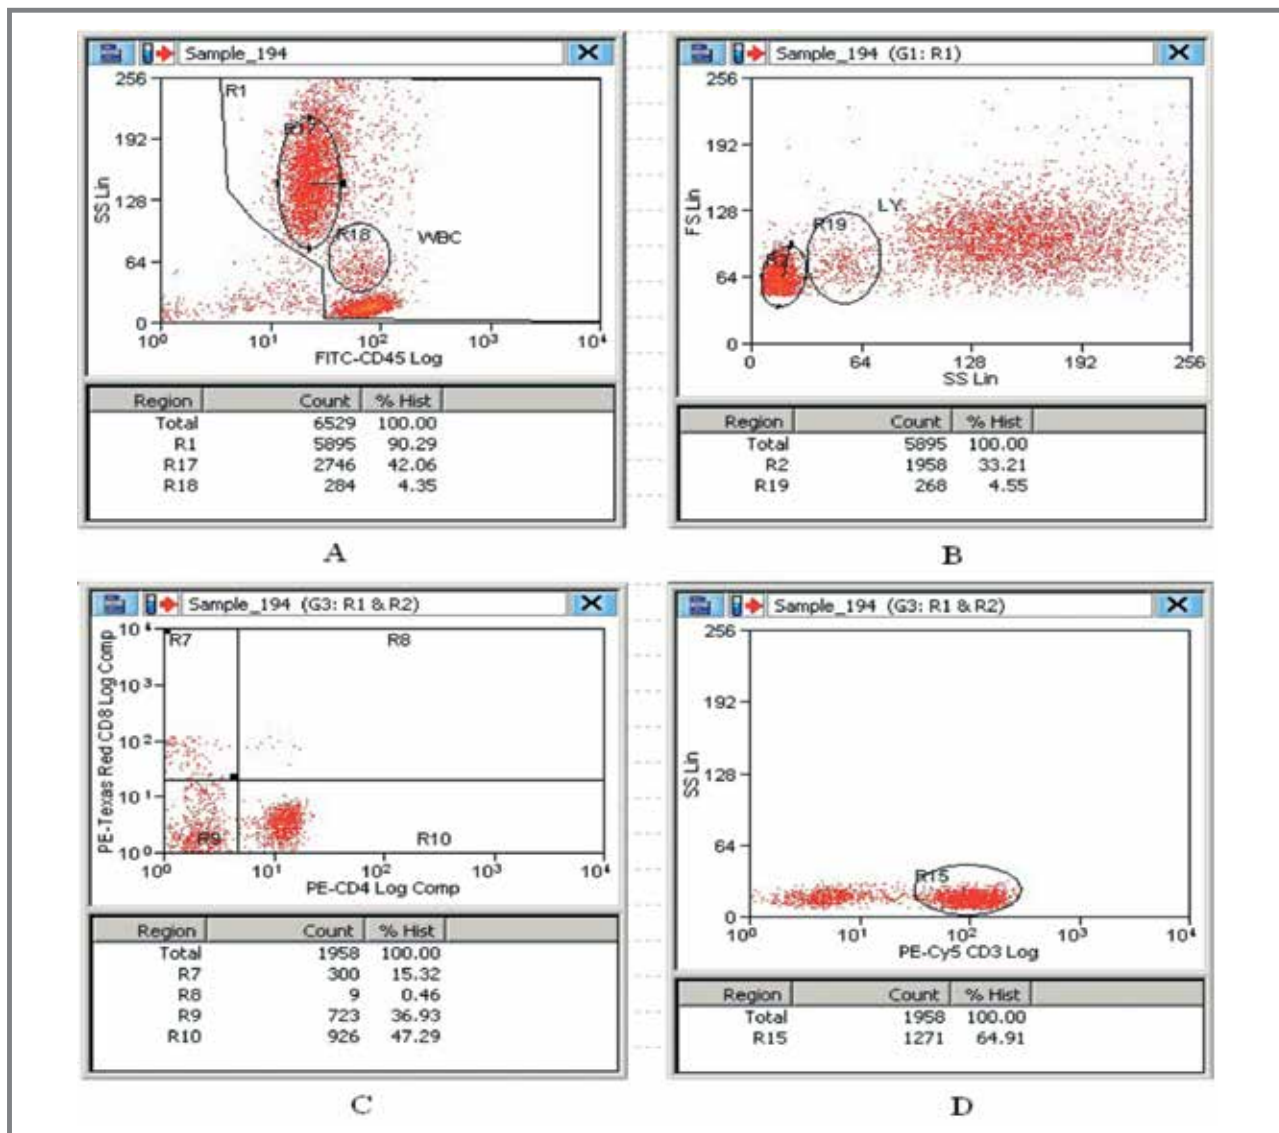 Sample_194
256
R1
R17
192
128
R18
WBC
64
0
SS Lin
10⁰ 10¹ 10² 10³ 10⁴
FITC-CD45 Log
Region Count % Hist
Total 6529 100.00
R1 5895 90.29
R17 2746 42.06
R18 284 4.35
A
Sample_194 (G1: R1)
256
192
LY
128
R19
64
R2
0
FS Lin
0 64 128 192 256
SS Lin
Region Count % Hist
Total 5895 100.00
R2 1958 33.21
R19 268 4.55
B
Sample_194 (G3: R1 & R2)
10⁴
R7 R8
10³
10²
10¹
R9 R10
10⁰
PE-Texas Red CD8 Log Comp
10⁰ 10¹ 10² 10³ 10⁴
PE-CD4 Log Comp
Region Count % Hist
Total 1958 100.00
R7 300 15.32
R8 9 0.46
R9 723 36.93
R10 926 47.29
C
Sample_194 (G3: R1 & R2)
256
192
128
64
R15
0
SS Lin
10⁰ 10¹ 10² 10³ 10⁴
PE-Cy5 CD3 Log
Region Count % Hist
Total 1958 100.00
R15 1271 64.91
D